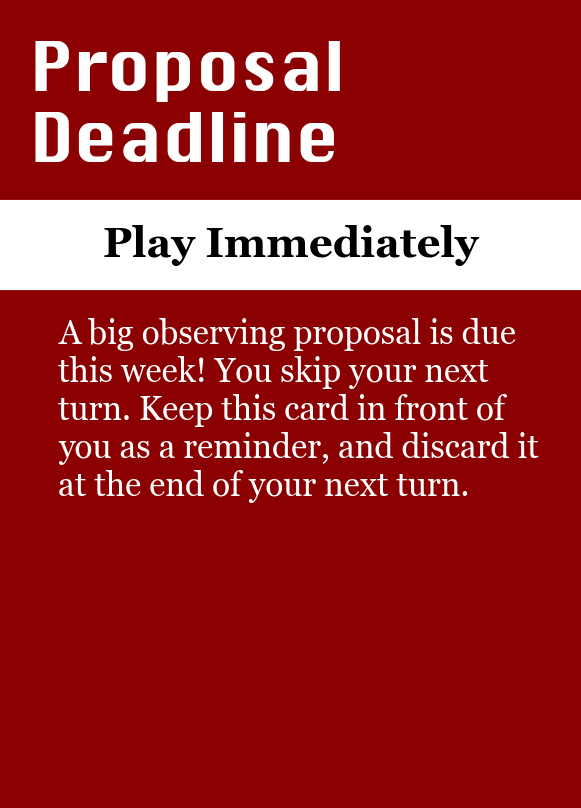 Proposal
Deadline
Play Immediately
A big observing proposal is due
this week! You skip your next
turn. Keep this card in front of
you as a reminder, and discard it
at the end of your next turn.